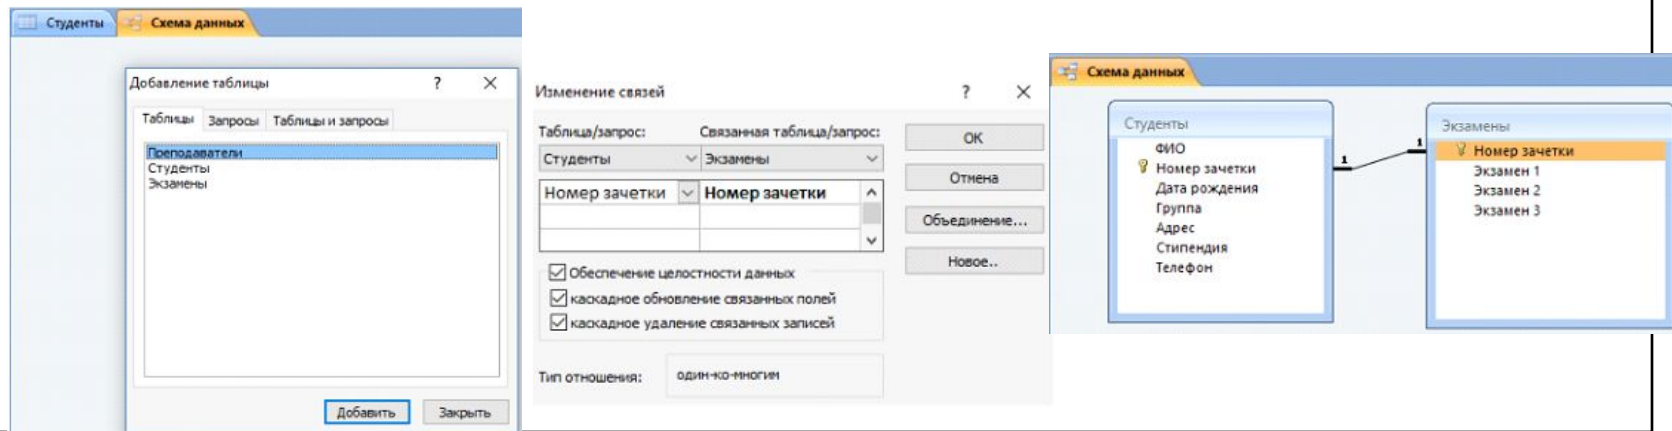 Студенты Схема данных
Добавление таблицы ?
Таблицы Запросы Таблицы и запросы
Преподаватели
Студенты
Экзамены
Добавить Закрыть
Изменение связей ?
Таблица/запрос: Связанная таблица/запрос:
Студенты Экзамены
Номер зачетки Номер зачетки
Обеспечение целостности данных
каскадное обновление связанных полей
каскадное удаление связанных записей
Тип отношения: один-ко-многим
ОК
Отмена
Объединение...
Новое..
Схема данных
Студенты
ФИО
Номер зачетки
Дата рождения
Группа
Адрес
Стипендия
Телефон
1 1
Экзамены
Номер зачетки
Экзамен 1
Экзамен 2
Экзамен 3